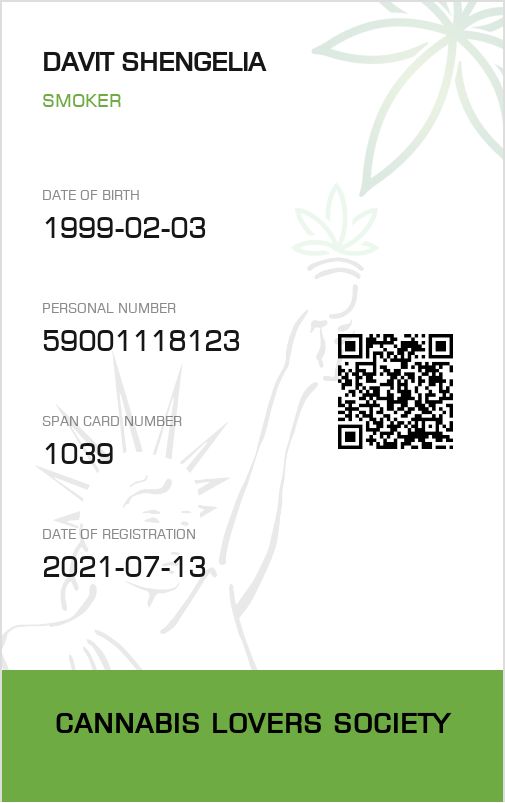 DAVIT SHENGELIA
SMOKER
DATE OF BIRTH
1999-02-03
PERSONAL NUMBER
59001118123
SPAN CARD NUMBER
1039
DATE OF REGISTRATION
2021-07-13
CANNABIS LOVERS SOCIETY